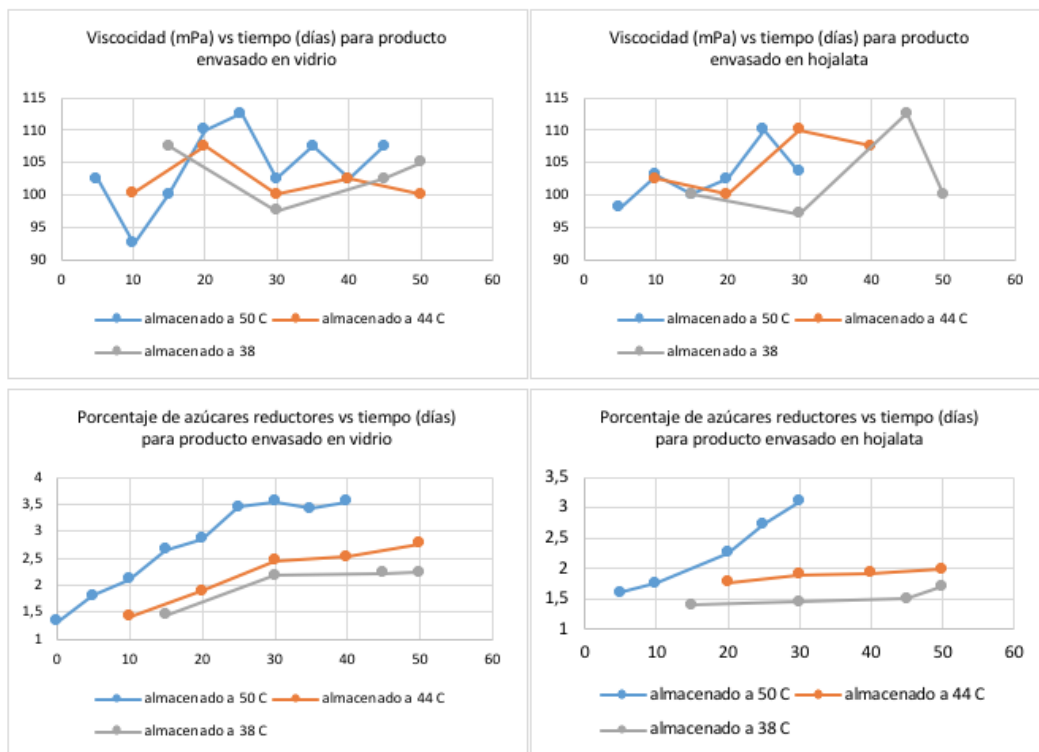 Viscocidad (mPa) vs tiempo (días) para producto
envasado en vidrio
115
110
105
100
95
90
0 10 20 30 40 50 60
almacenado a 50 C almacenado a 44 C
almacenado a 38
Viscocidad (mPa) vs tiempo (días) para producto
envasado en hojalata
115
110
105
100
95
90
0 10 20 30 40 50 60
almacenado a 50 C almacenado a 44 C
almacenado a 38
Porcentaje de azúcares reductores vs tiempo (días)
para producto envasado en vidrio
4
3,5
3
2,5
2
1,5
1
0 10 20 30 40 50 60
almacenado a 50 C almacenado a 44 C
almacenado a 38 C
Porcentaje de azúcares reductores vs tiempo (días)
para producto envasado en hojalata
3,5
3
2,5
2
1,5
1
0 10 20 30 40 50 60
almacenado a 50 C almacenado a 44 C
almacenado a 38 C